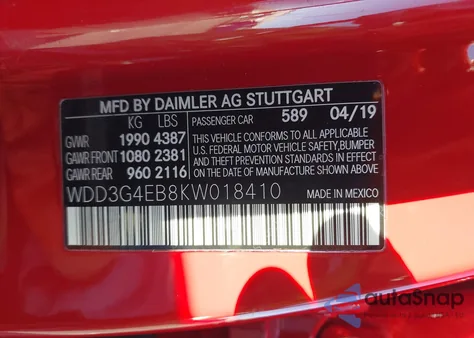 MFD BY DAIMLER AG STUTTGART
KG LBS PASSENGER CAR 589 04/19
GVWR 1990 4387
GAWR FRONT 1080 2381
GAWR REAR 960 2116
THIS VEHICLE CONFORMS TO ALL U.S.
FEDERAL MOTOR VEHICLE SAFETY, BUMPER
AND THEFT PREVENTION STANDARDS IN EFFECT
ON THE DATE OF MANUFACTURE SHOWN ABOVE.
WDD3G4EB8KW018410 MADE IN MEXICO
autoSnap